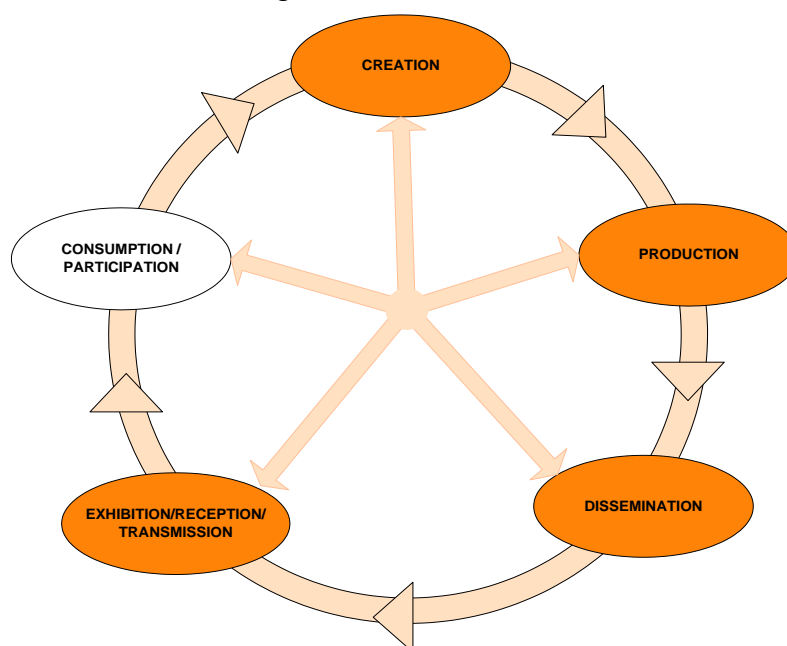 CREATION
PRODUCTION
DISSEMINATION
EXHIBITION/RECEPTION/
TRANSMISSION
CONSUMPTION /
PARTICIPATION